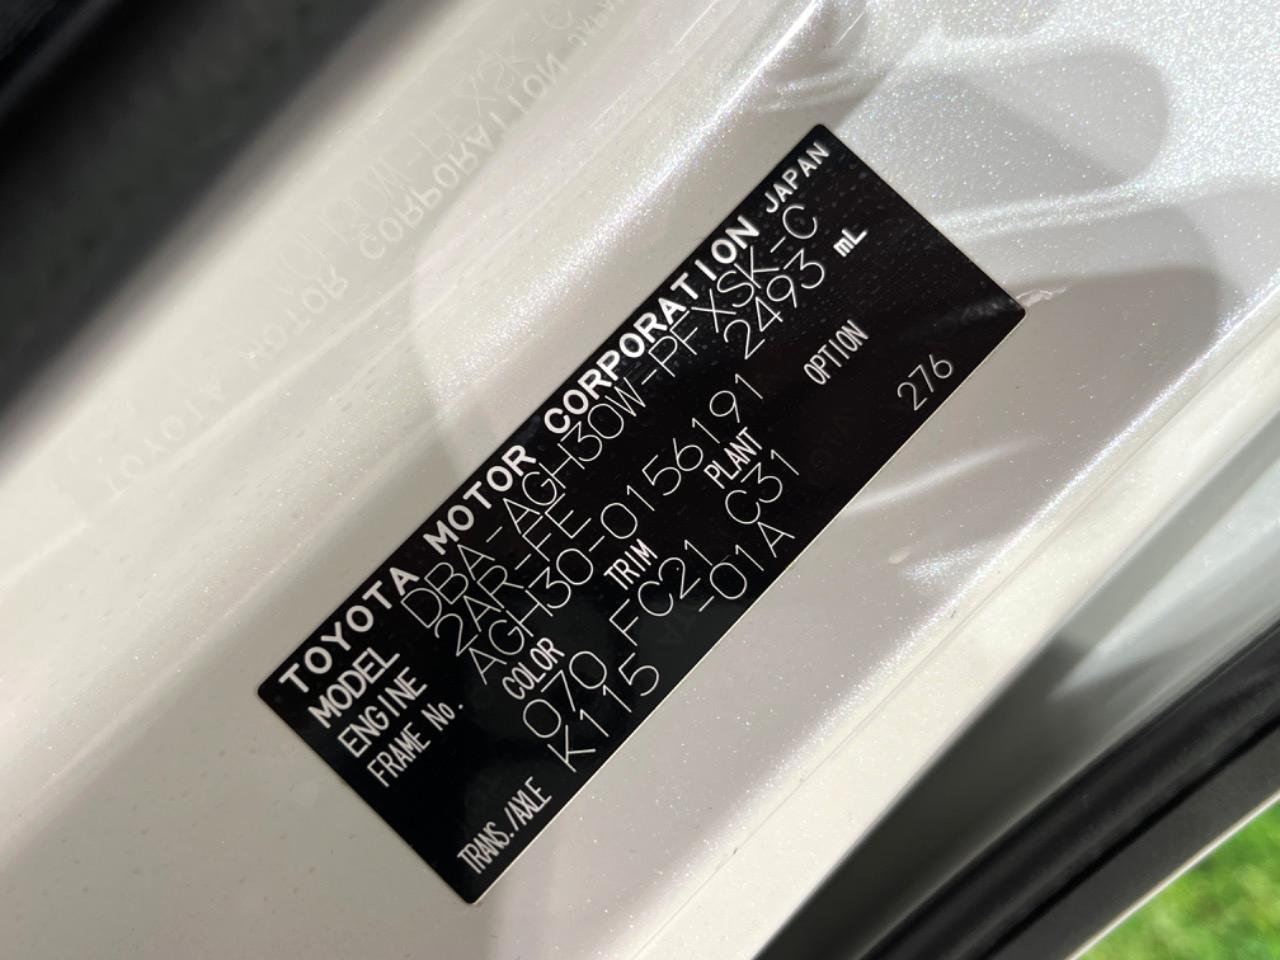 TOYOTA MOTOR CORPORATION JAPAN
MODEL DBA-AGH30W-PFXSK-C
ENGINE 2AR-FE 2493 mL
FRAME No. AGH30-0156191
COLOR TRIM PLANT OPTION
070 FC21 C31 276
TRANS./AXLE K115 -01A